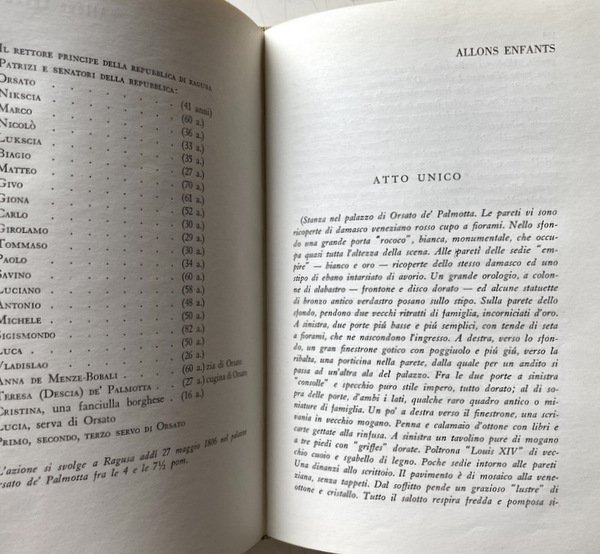 IL RETTORE PRINCIPE DELLA REPUBBLICA DI RAGUSA
PATRIZI E SENATORI DELLA REPUBBLICA:
ORSATO . . . . . . (41 anni)
NIKSCIA . . . . . . (60 a.)
MARCO . . . . . . (36 a.)
NICOLÒ . . . . . . (33 a.)
LUKSCIA . . . . . . (35 a.)
BIAGIO . . . . . . (27 a.)
MATTEO . . . . . . (70 a.)
GIVO . . . . . . (61 a.)
GIONA . . . . . . (52 a.)
CARLO . . . . . . (30 a.)
GIROLAMO . . . . . . (29 a.)
TOMMASO . . . . . . (30 a.)
PAOLO . . . . . . (34 a.)
SAVINO . . . . . . (60 a.)
LUCIANO . . . . . . (58 a.)
ANTONIO . . . . . . (48 a.)
MICHELE . . . . . . (50 a.)
SIGISMONDO . . . . . . (82 a.)
LUCA . . . . . . (50 a.)
VLADISLAO . . . . . . (26 a.)
ANNA DE MENZE-BOBALI . . . . (60 a.) zia di Orsato
TERESA (DESCIA) DE' PALMOTTA . . (27 a.) cugina di Orsato
CRISTINA, una fanciulla borghese . . (16 a.)
LUCIA, serva di ORSATO
PRIMO, SECONDO, TERZO SERVO DI ORSATO
L'azione si svolge a Ragusa addì 27 maggio 1806 nel palazzo
Orsato de' Palmotta fra le 4 e le 7½ pom.
ALLONS ENFANTS
ATTO UNICO
(Stanza nel palazzo di Orsato de' Palmotta. Le pareti vi sono
ricoperte di damasco veneziano rosso cupo a fiorami. Nello sfon-
do una grande porta "rococo", bianca, monumentale, che occu-
pa quasi tutta l'altezza della scena. Alle pareti delle sedie "em-
pire" — bianco e oro — ricoperte dello stesso damasco ed uno
stipo di ebano intarsiato di avorio. Un grande orologio, a colon-
ne di alabastro — frontone e disco dorato — ed alcune statuette
di bronzo antico verdastro posano sullo stipo. Sulla parete dello
sfondo, pendono due vecchi ritratti di famiglia, incorniciati d'oro.
A sinistra, due porte più basse e più semplici, con tende di seta
a fiorami, che ne nascondono l'ingresso. A destra, verso lo sfon-
do, un gran finestrone gotico con poggiuolo e più giù, verso la
ribalta, una porticina nella parete, dalla quale per un andito si
passa ad un'altra ala del palazzo. Fra le due porte a sinistra
"consolle" e specchio puro stile impero, tutto dorato; al di so-
pra delle porte, d'ambi i lati, qualche raro quadro antico o mi-
niature di famiglia. Un po' a destra verso il finestrone, una scri-
vania in vecchio mogano. Penna e calamaio d'ottone con libri e
carte gettate alla rinfusa. A sinistra un tavolino pure di mogano
a tre piedi con "griffes" dorate. Poltrona "Louis XIV" di vec-
chio cuoio e sgabello di legno. Poche sedie intorno alle pareti
Una dinanzi allo scrittoio. Il pavimento è di mosaico alla vene-
ziana, senza tappeti. Dal soffitto pende un grazioso "lustre" di
ottone e cristallo. Tutto il salotto respira fredda e pomposa si-